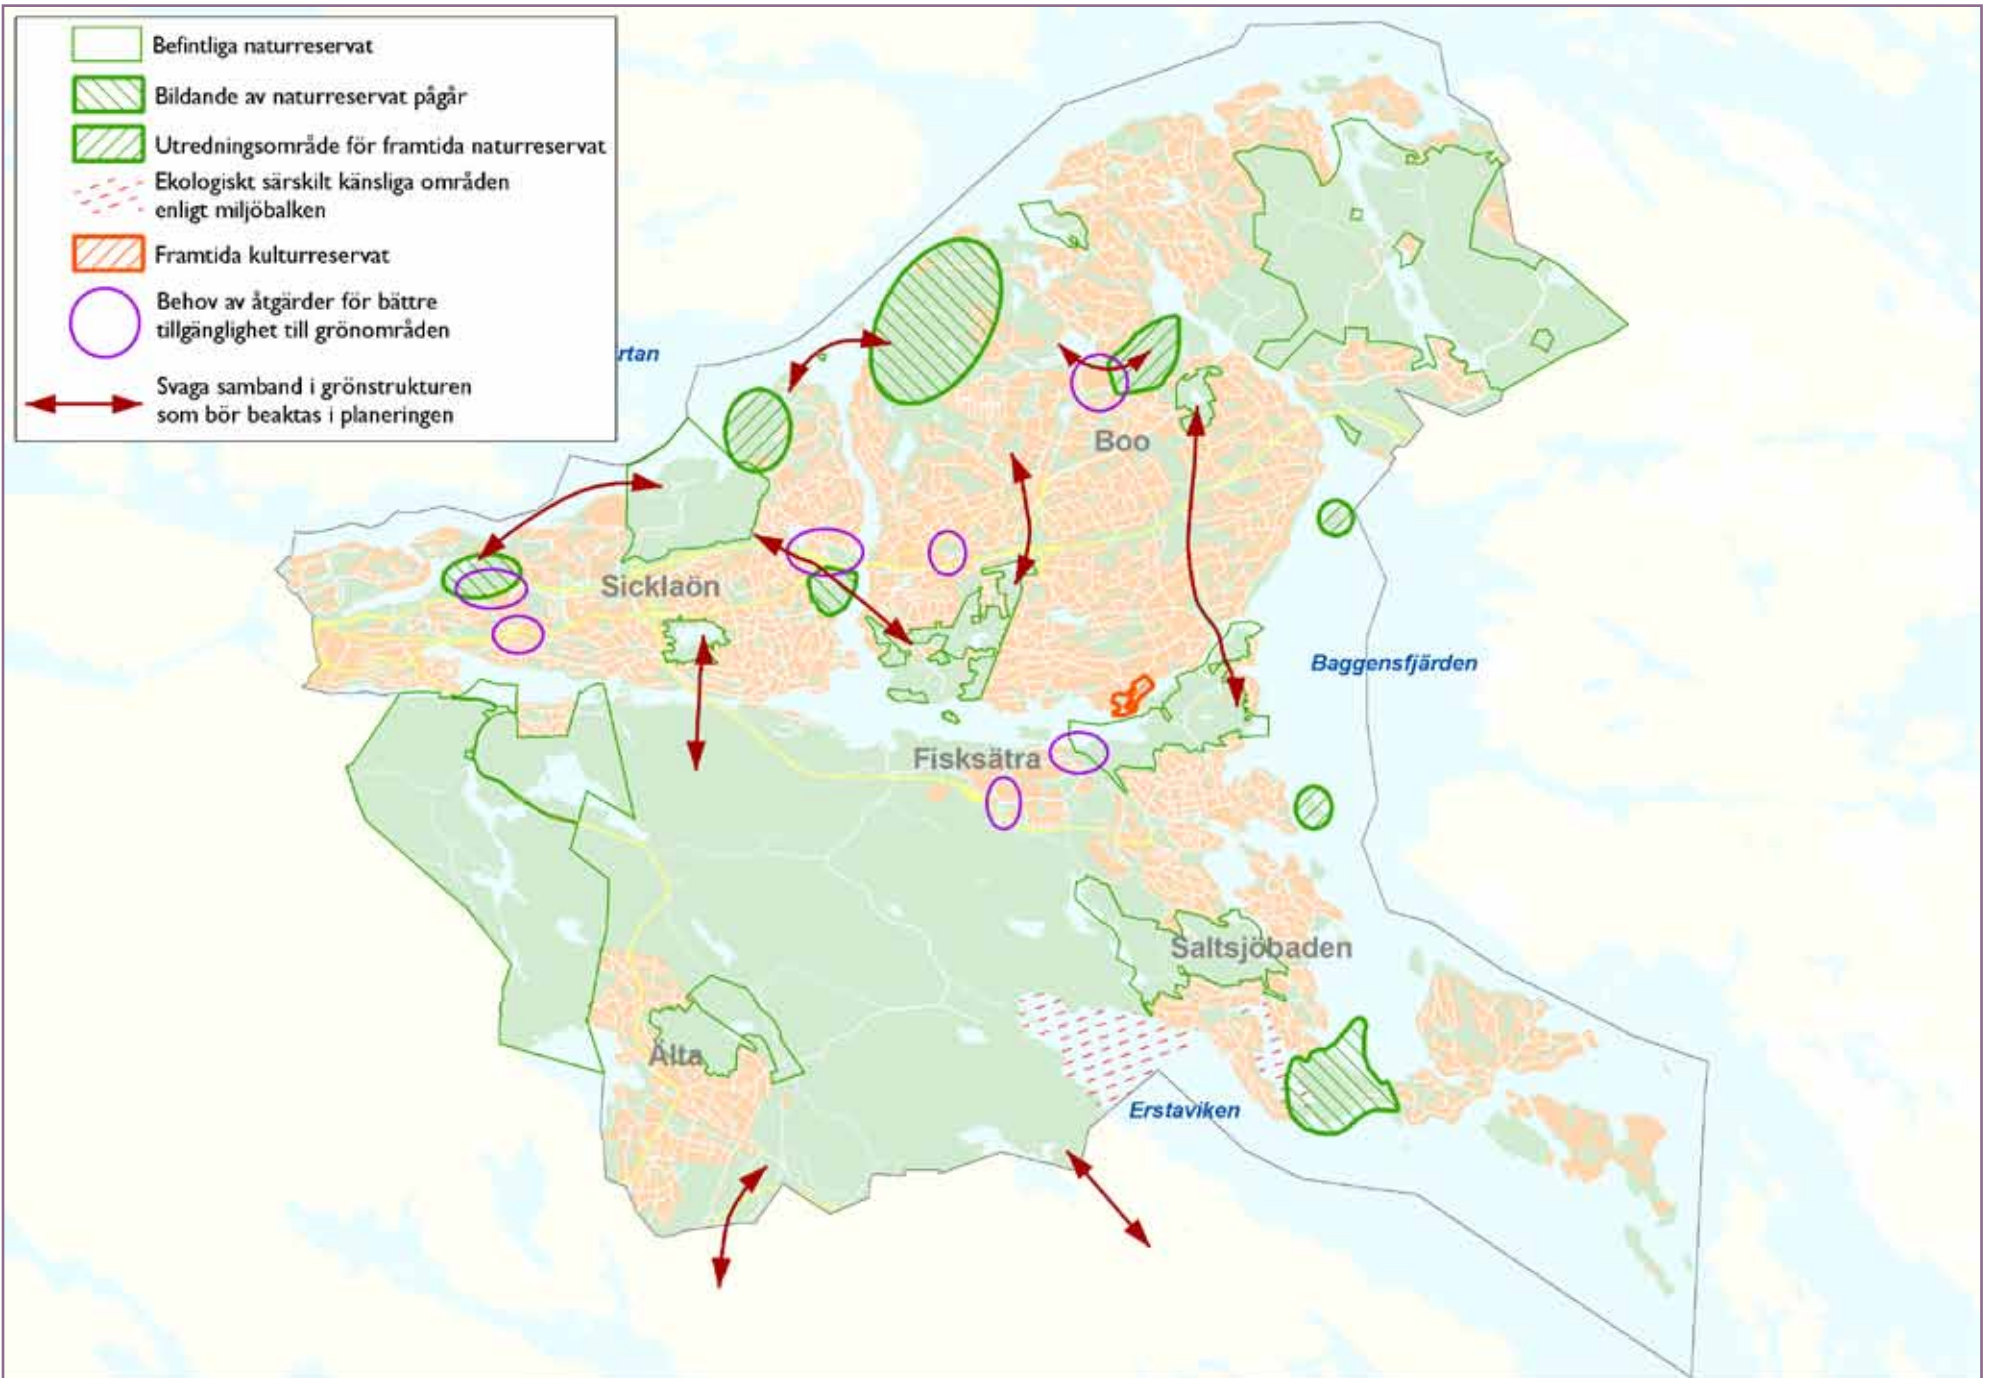 Befintliga naturreservat
Bildande av naturreservat pågår
Utredningsområde för framtida naturreservat
Ekologiskt särskilt känsliga områden
enligt miljöbalken
Framtida kulturreservat
Behov av åtgärder för bättre
tillgänglighet till grönområden
Svaga samband i grönstrukturen
som bör beaktas i planeringen
rtan
Boo
Sicklaön
Baggensfjärden
Fisksätra
Saltsjöbaden
Älta
Erstaviken